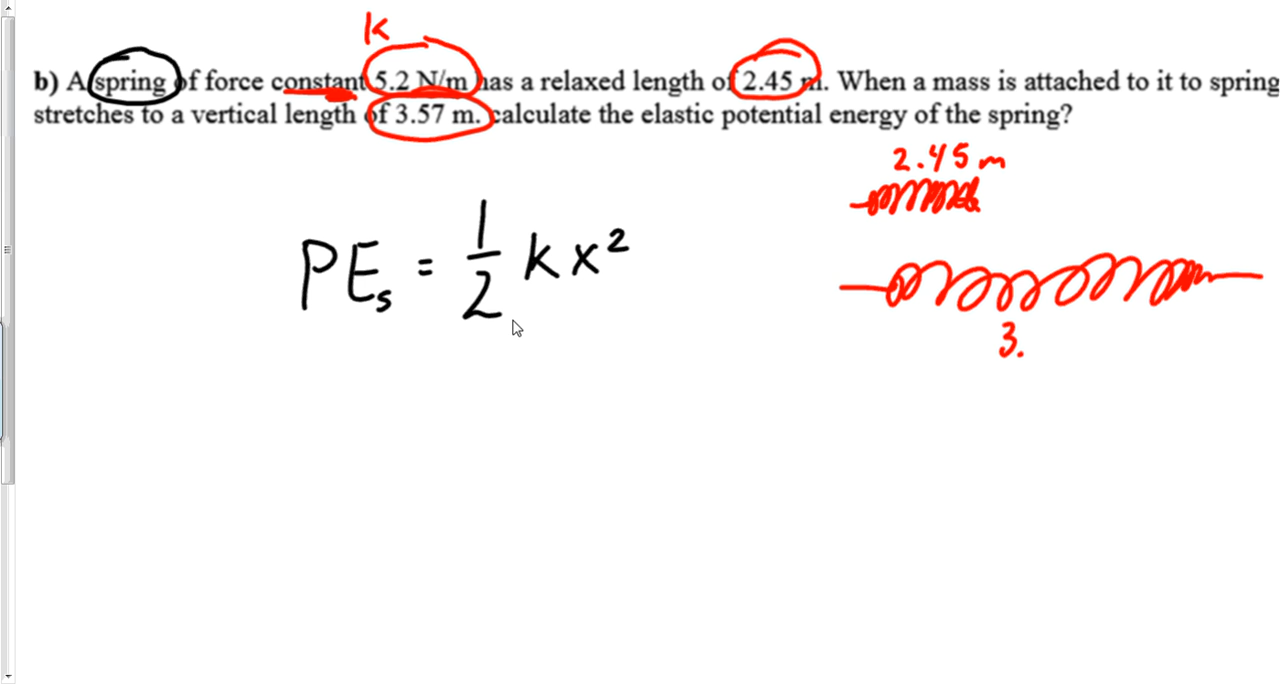 k
b) A spring of force constant 5.2 N/m has a relaxed length of 2.45 m. When a mass is attached to it to spring
stretches to a vertical length of 3.57 m. calculate the elastic potential energy of the spring?
2.45 m
PEs = 1/2 k x²
3.